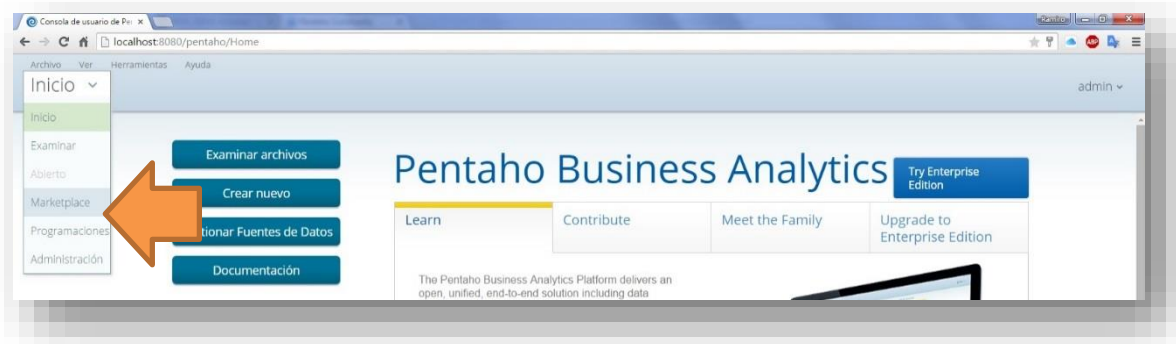 Consola de usuario de Pe
localhost:8080/pentaho/Home
ABP
Archivo Ver Herramientas Ayuda
Inicio
admin
Inicio
Examinar
Abierto
Marketplace
Programaciones
Administración
Examinar archivos
Crear nuevo
tionar Fuentes de Datos
Documentación
Pentaho Business Analytics
Try Enterprise
Edition
Learn
Contribute
Meet the Family
Upgrade to
Enterprise Edition
The Pentaho Business Analytics Platform delivers an
open, unified, end-to-end solution including data